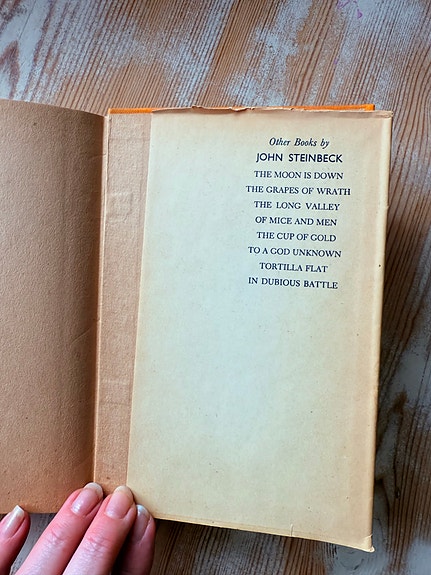 Other Books by
JOHN STEINBECK
THE MOON IS DOWN
THE GRAPES OF WRATH
THE LONG VALLEY
OF MICE AND MEN
THE CUP OF GOLD
TO A GOD UNKNOWN
TORTILLA FLAT
IN DUBIOUS BATTLE